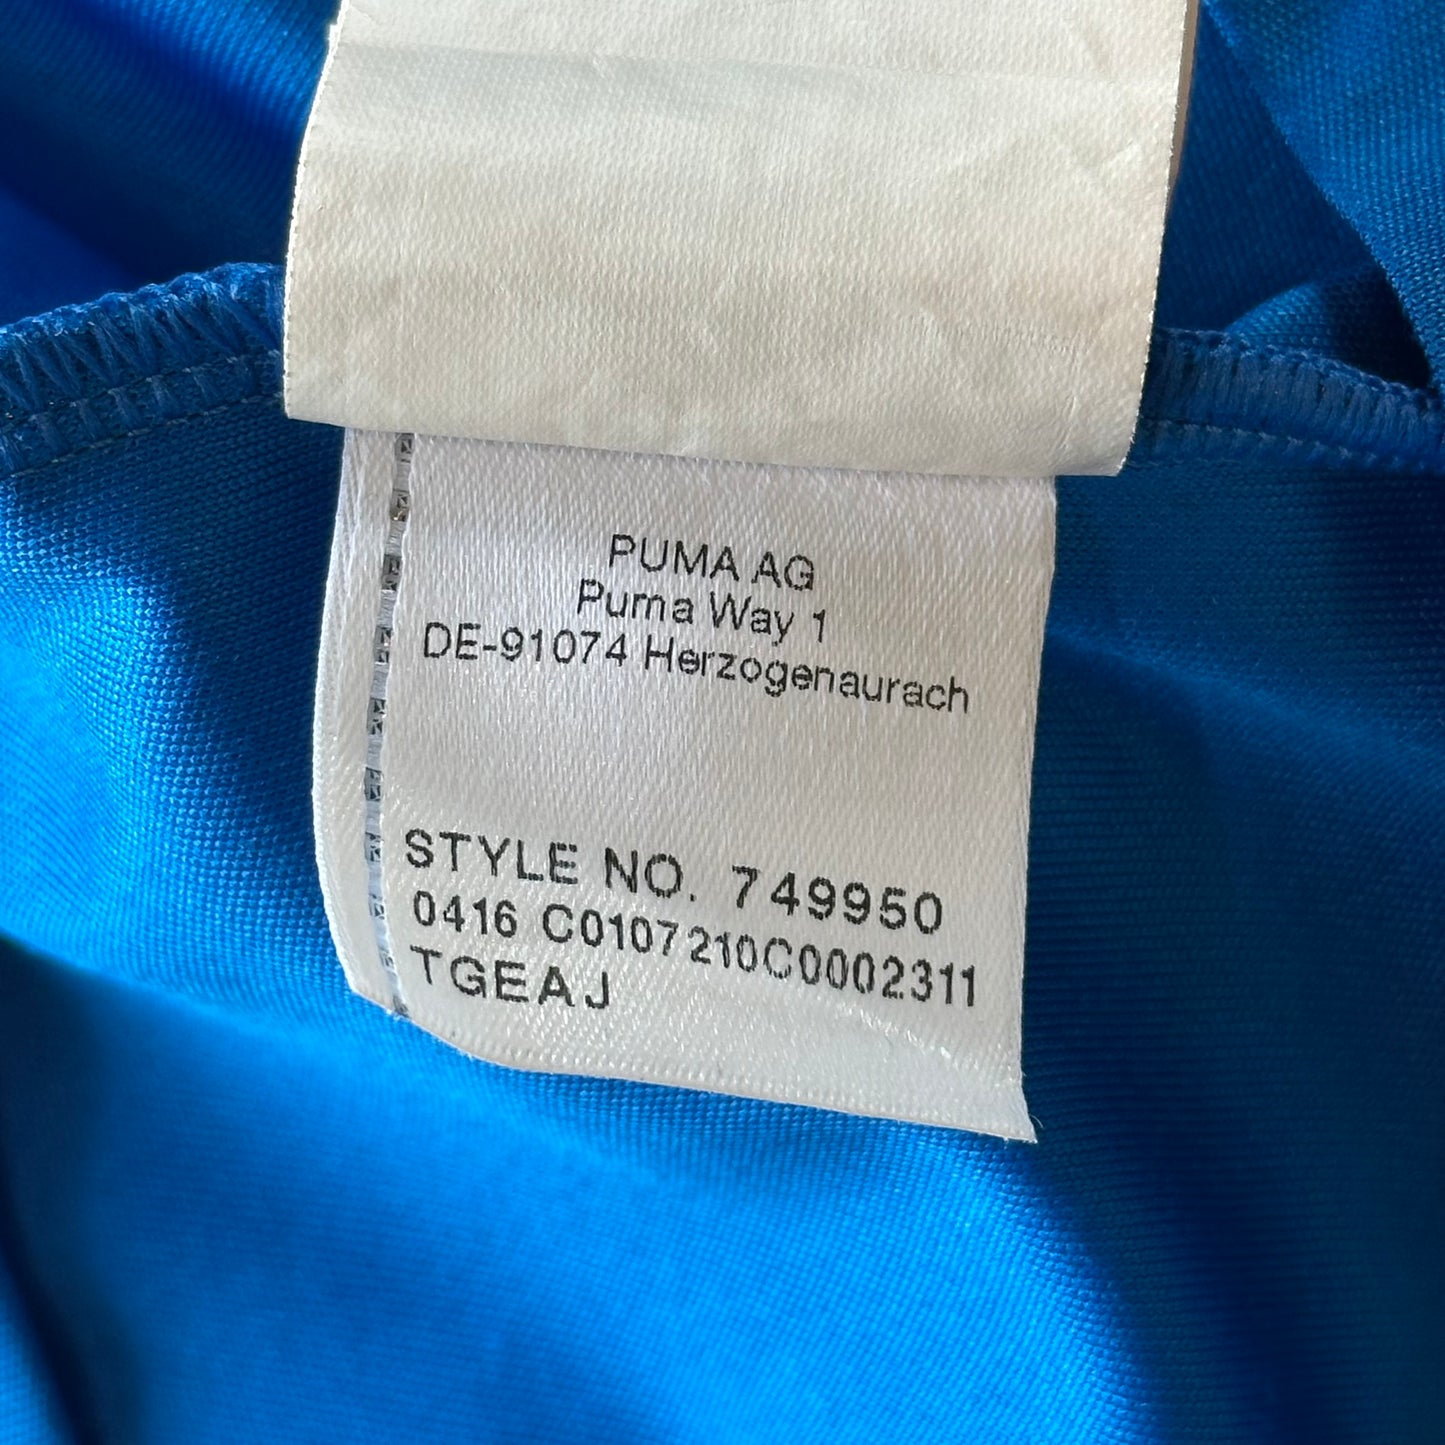 PUMA AG
Puma Way 1
DE-91074 Herzogenaurach
STYLE NO. 749950
0416 C0107210C0002311
TGEAJ